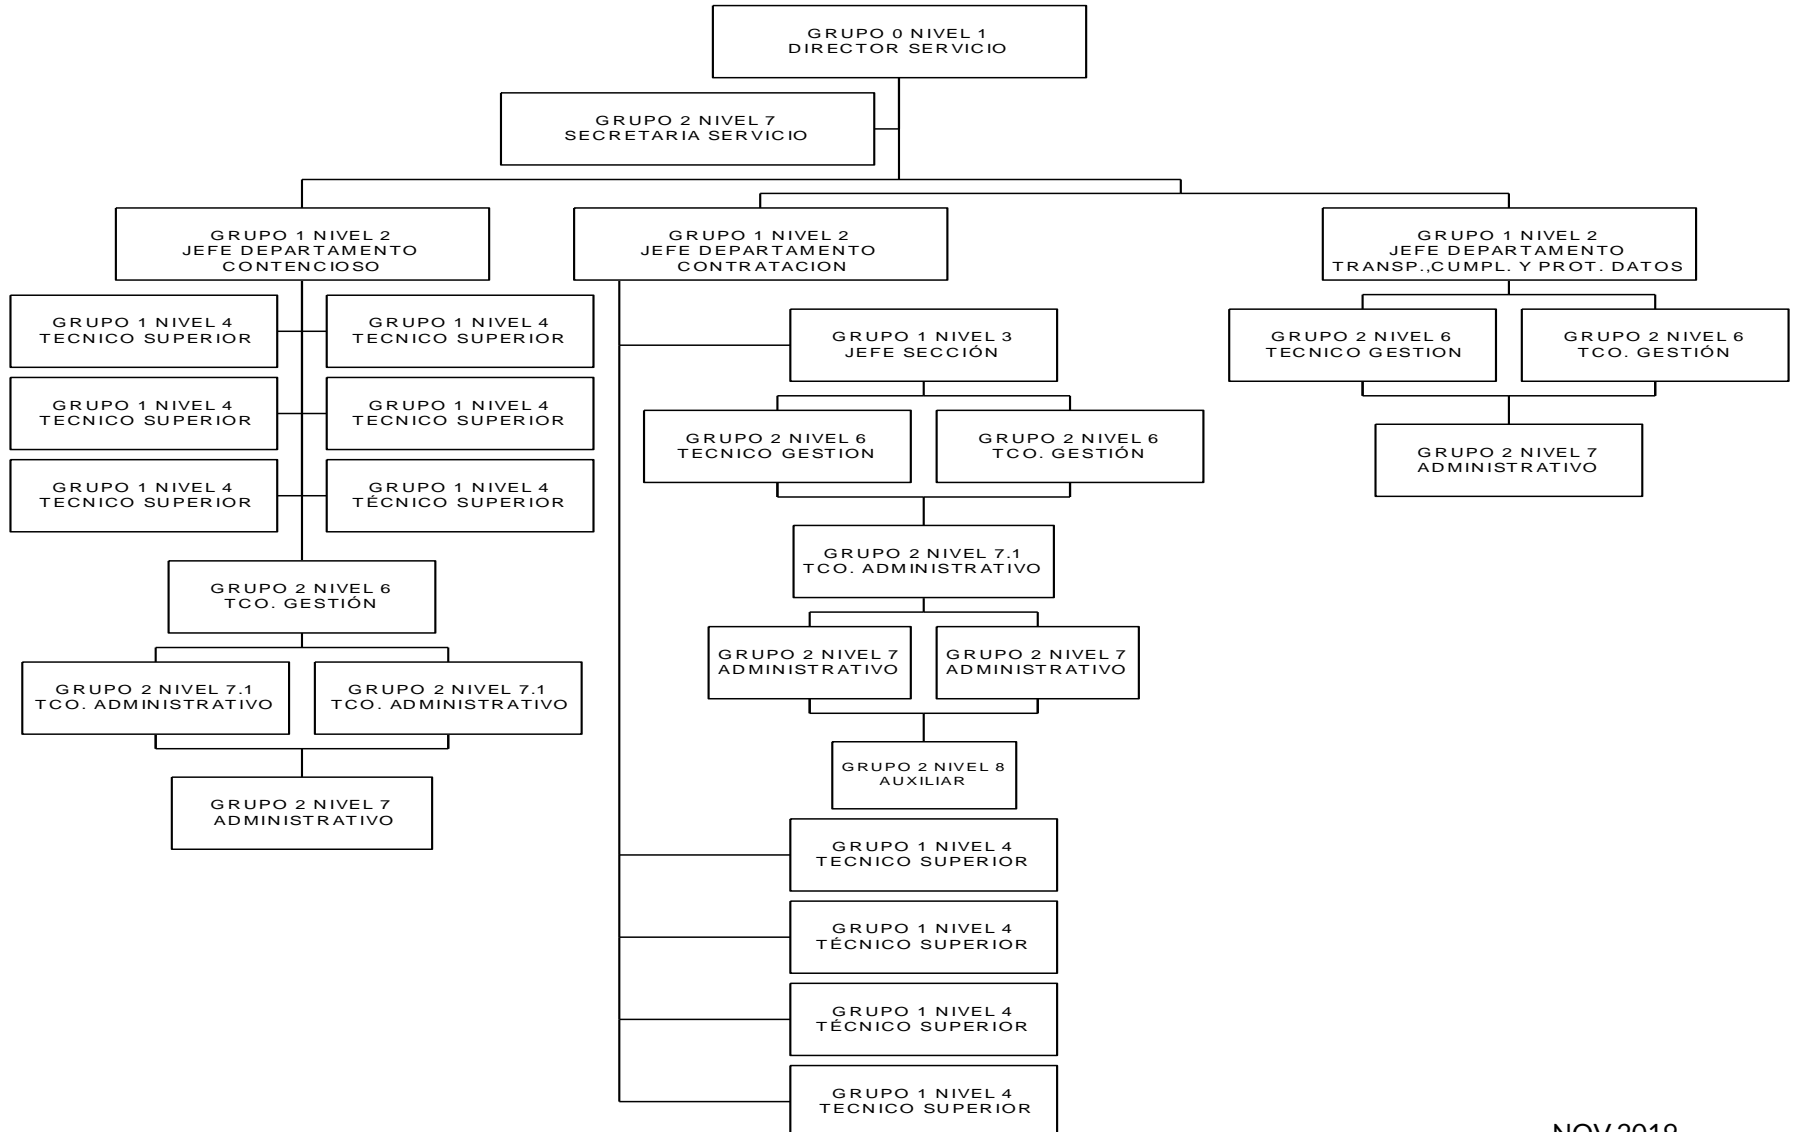 GRUPO 0 NIVEL 1
DIRECTOR SERVICIO
GRUPO 2 NIVEL 7
SECRETARIA SERVICIO
GRUPO 1 NIVEL 2
JEFE DEPARTAMENTO
CONTENCIOSO
GRUPO 1 NIVEL 4
TECNICO SUPERIOR
GRUPO 1 NIVEL 4
TECNICO SUPERIOR
GRUPO 1 NIVEL 4
TECNICO SUPERIOR
GRUPO 1 NIVEL 4
TECNICO SUPERIOR
GRUPO 1 NIVEL 4
TECNICO SUPERIOR
GRUPO 1 NIVEL 4
TÉCNICO SUPERIOR
GRUPO 2 NIVEL 6
TCO. GESTIÓN
GRUPO 2 NIVEL 7.1
TCO. ADMINISTRATIVO
GRUPO 2 NIVEL 7.1
TCO. ADMINISTRATIVO
GRUPO 2 NIVEL 7
ADMINISTRATIVO
GRUPO 1 NIVEL 2
JEFE DEPARTAMENTO
CONTRATACION
GRUPO 1 NIVEL 3
JEFE SECCIÓN
GRUPO 2 NIVEL 6
TECNICO GESTION
GRUPO 2 NIVEL 6
TCO. GESTIÓN
GRUPO 2 NIVEL 7.1
TCO. ADMINISTRATIVO
GRUPO 2 NIVEL 7
ADMINISTRATIVO
GRUPO 2 NIVEL 7
ADMINISTRATIVO
GRUPO 2 NIVEL 8
AUXILIAR
GRUPO 1 NIVEL 4
TECNICO SUPERIOR
GRUPO 1 NIVEL 4
TÉCNICO SUPERIOR
GRUPO 1 NIVEL 4
TÉCNICO SUPERIOR
GRUPO 1 NIVEL 4
TECNICO SUPERIOR
GRUPO 1 NIVEL 2
JEFE DEPARTAMENTO
TRANSP.,CUMPL. Y PROT. DATOS
GRUPO 2 NIVEL 6
TECNICO GESTION
GRUPO 2 NIVEL 6
TCO. GESTIÓN
GRUPO 2 NIVEL 7
ADMINISTRATIVO